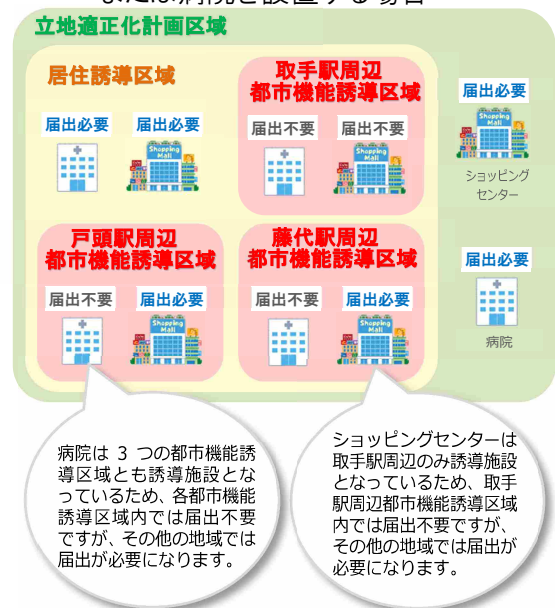 または病院を設置する場合
立地適正化計画区域
居住誘導区域
届出必要 届出必要
Shopping Mall
取手駅周辺
都市機能誘導区域
届出不要 届出不要
Shopping Mall
届出必要
Shopping Mall
ショッピング
センター
戸頭駅周辺
都市機能誘導区域
届出不要 届出必要
Shopping Mall
藤代駅周辺
都市機能誘導区域
届出不要 届出必要
Shopping Mall
届出必要
病院
病院は 3 つの都市機能誘
導区域とも誘導施設とな
っているため、各都市機能
誘導区域内では届出不要
ですが、その他の地域では
届出が必要になります。
ショッピングセンターは
取手駅周辺のみ誘導施設
となっているため、取手
駅周辺都市機能誘導区域
内では届出不要ですが、
その他の地域では届出が
必要になります。